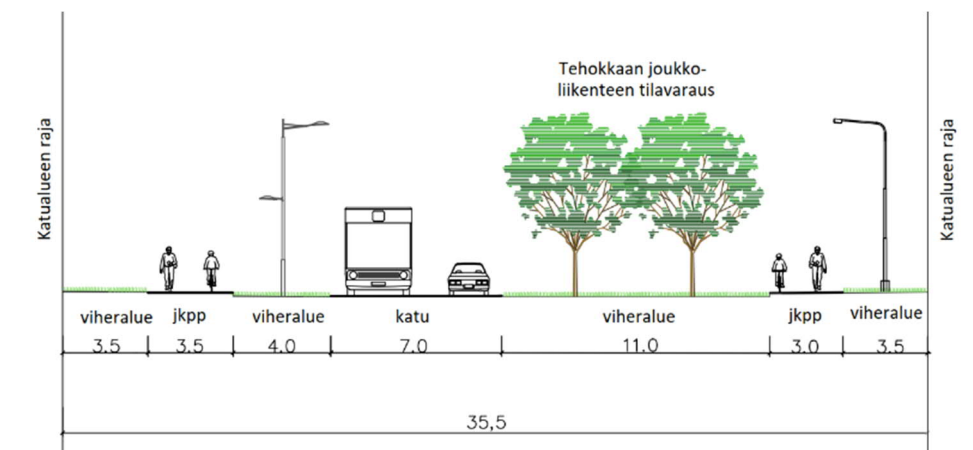 Tehokkaan joukko-
liikenteen tilavaraus
Katualueen raja
Katualueen raja
viheralue jkpp viheralue katu viheralue jkpp viheralue
3.5 3.5 4.0 7.0 11.0 3.0 3.5
35,5